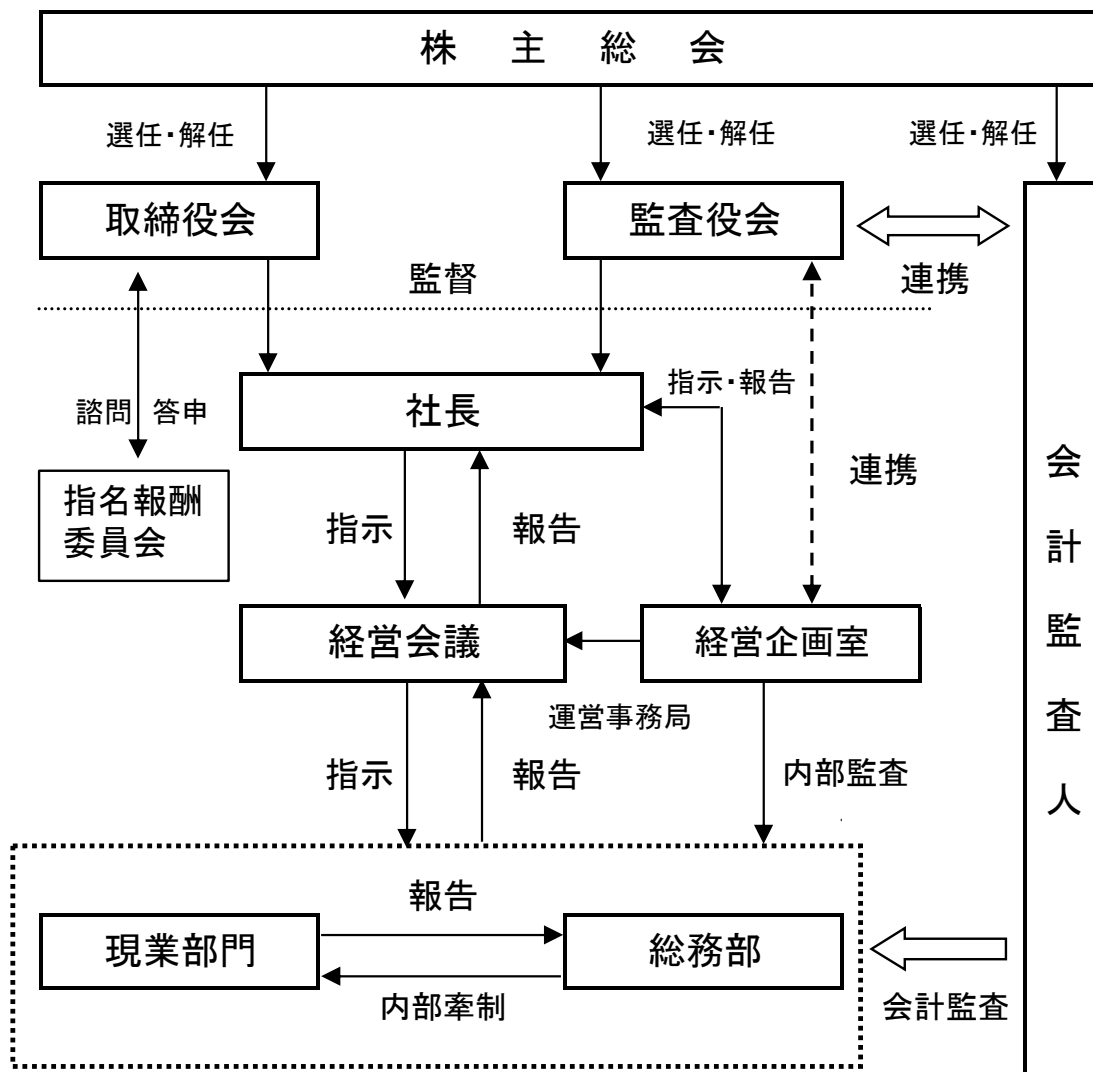 株主総会
選任・解任
選任・解任
選任・解任
取締役会
監査役会
連携
監督
社長
指示・報告
諮問
答申
連携
指名報酬
委員会
指示
報告
会計監査人
経営会議
経営企画室
運営事務局
指示
報告
内部監査
報告
現業部門
総務部
内部牽制
会計監査